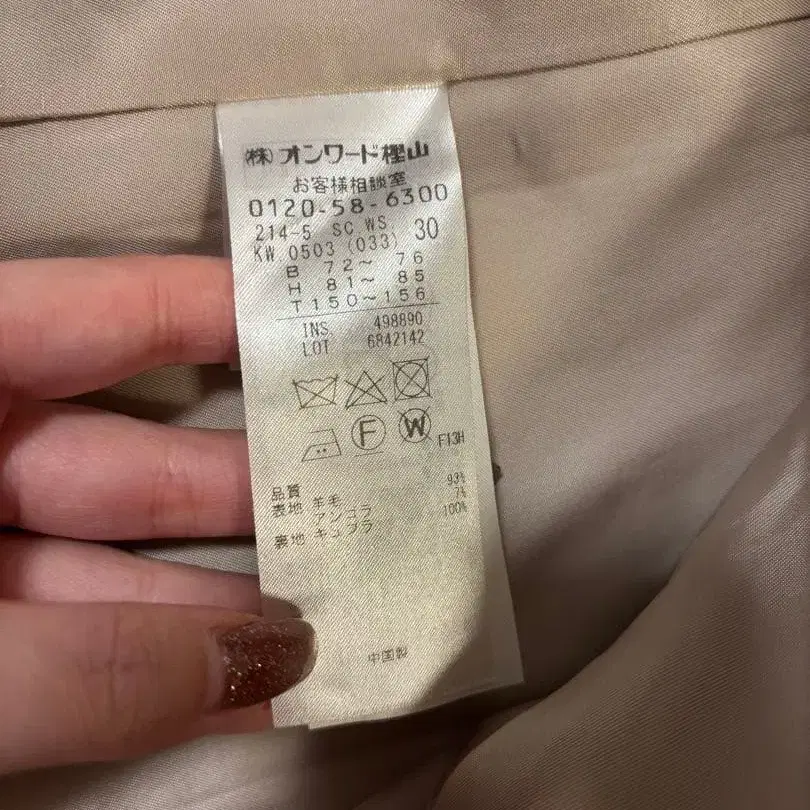 (株)オンワード樫山
お客様相談室
0120-58-6300
214-5 SC WS
KW 0503 (033) 30
B 72~ 76
H 81~ 85
T150~156
INS 498890
LOT 6842142
F
W
F13H
品質
表地 羊毛 93%
アンゴラ 7%
裏地 キュプラ 100%
中国製